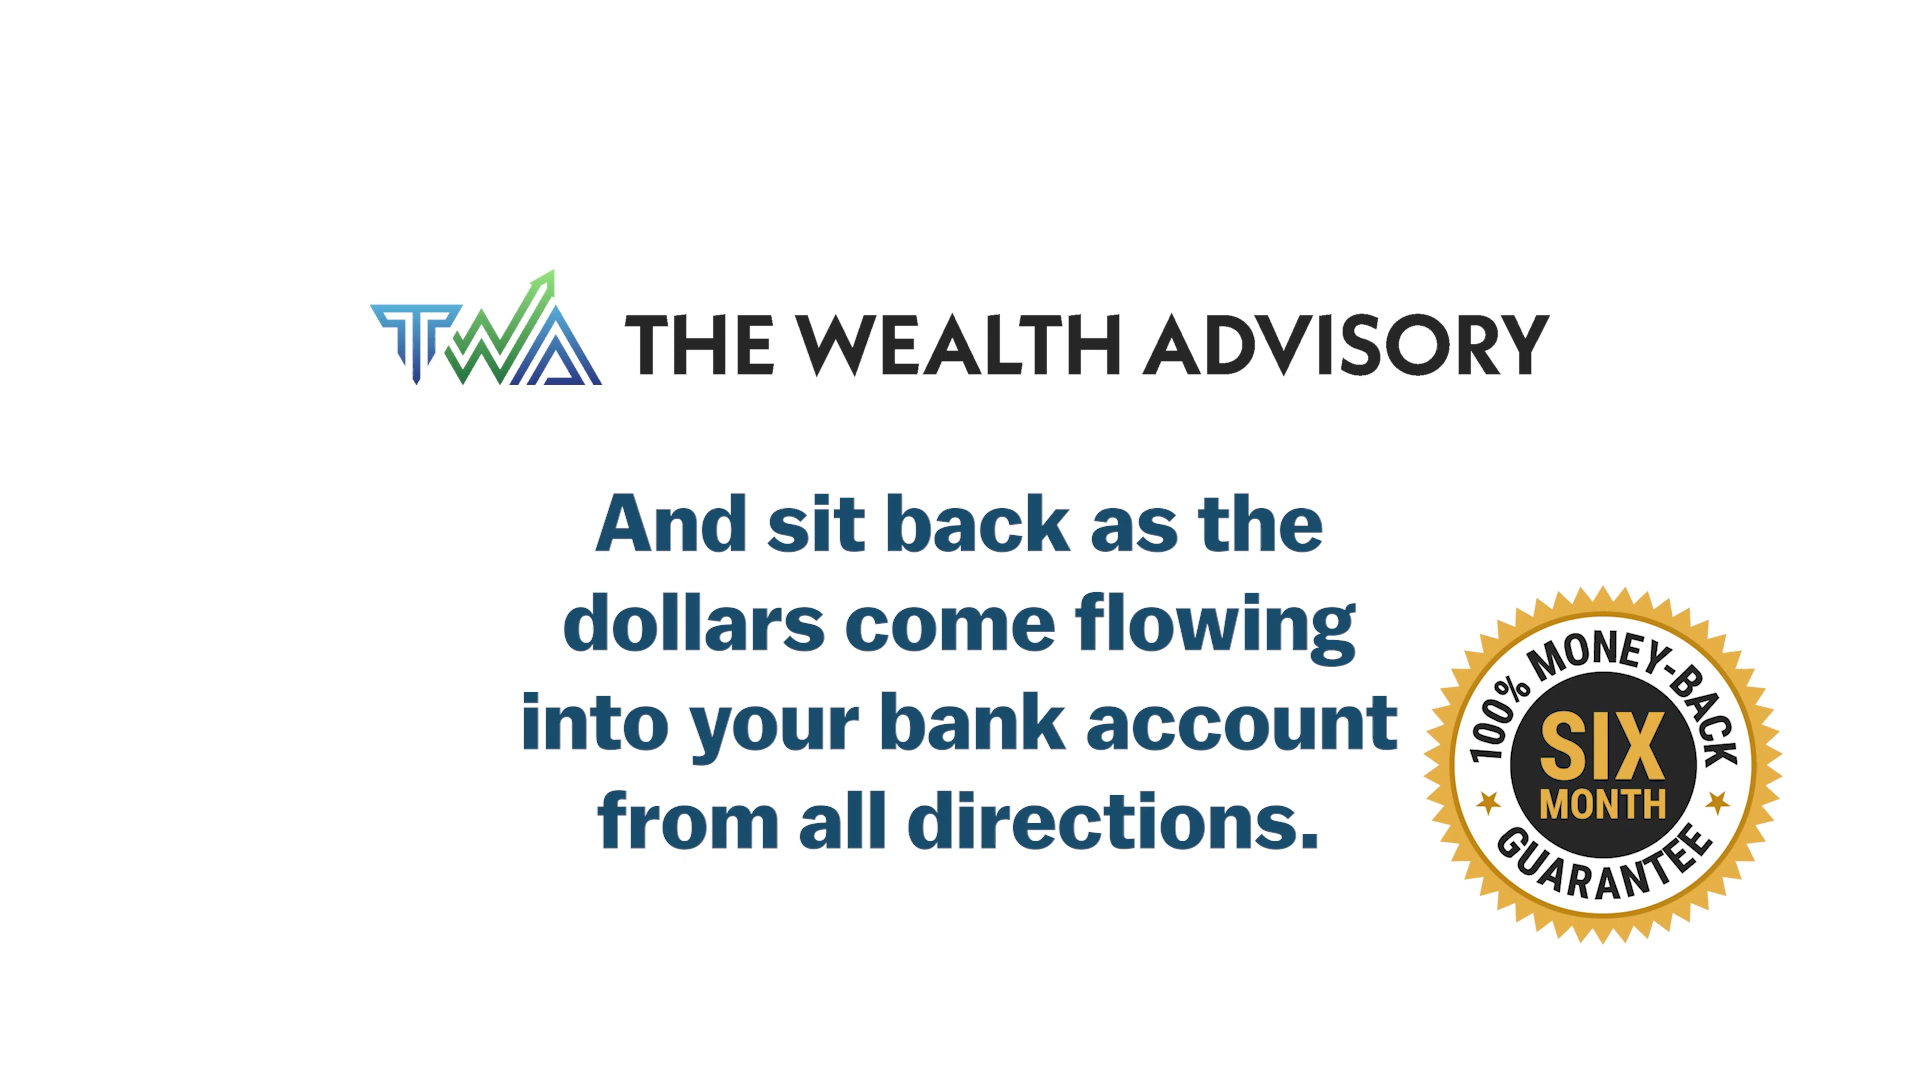 TWA THE WEALTH ADVISORY
And sit back as the
dollars come flowing
into your bank account
from all directions.
100% MONEY-BACK
SIX
MONTH
GUARANTEE